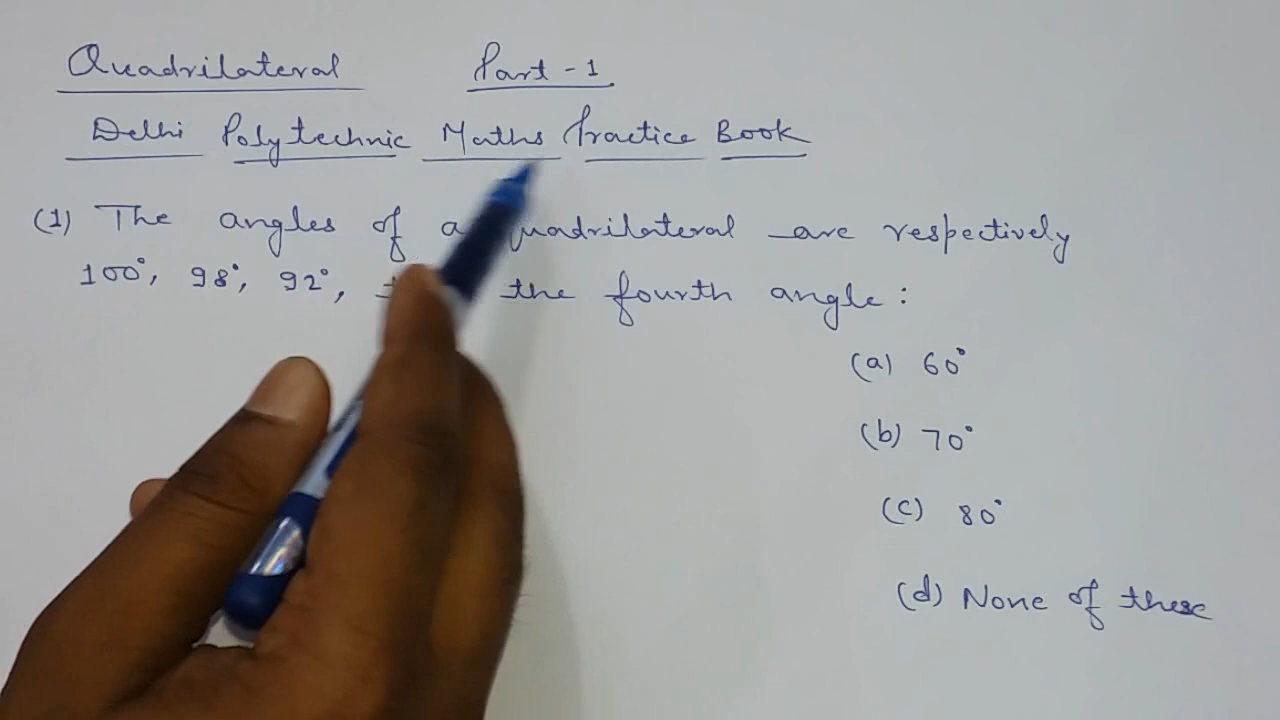 Quadrilateral Part - 1
Delhi Polytechnic Maths Practice Book
(1) The angles of a quadrilateral are respectively
100°, 98°, 92°, the fourth angle :
(a) 60°
(b) 70°
(c) 80°
(d) None of these